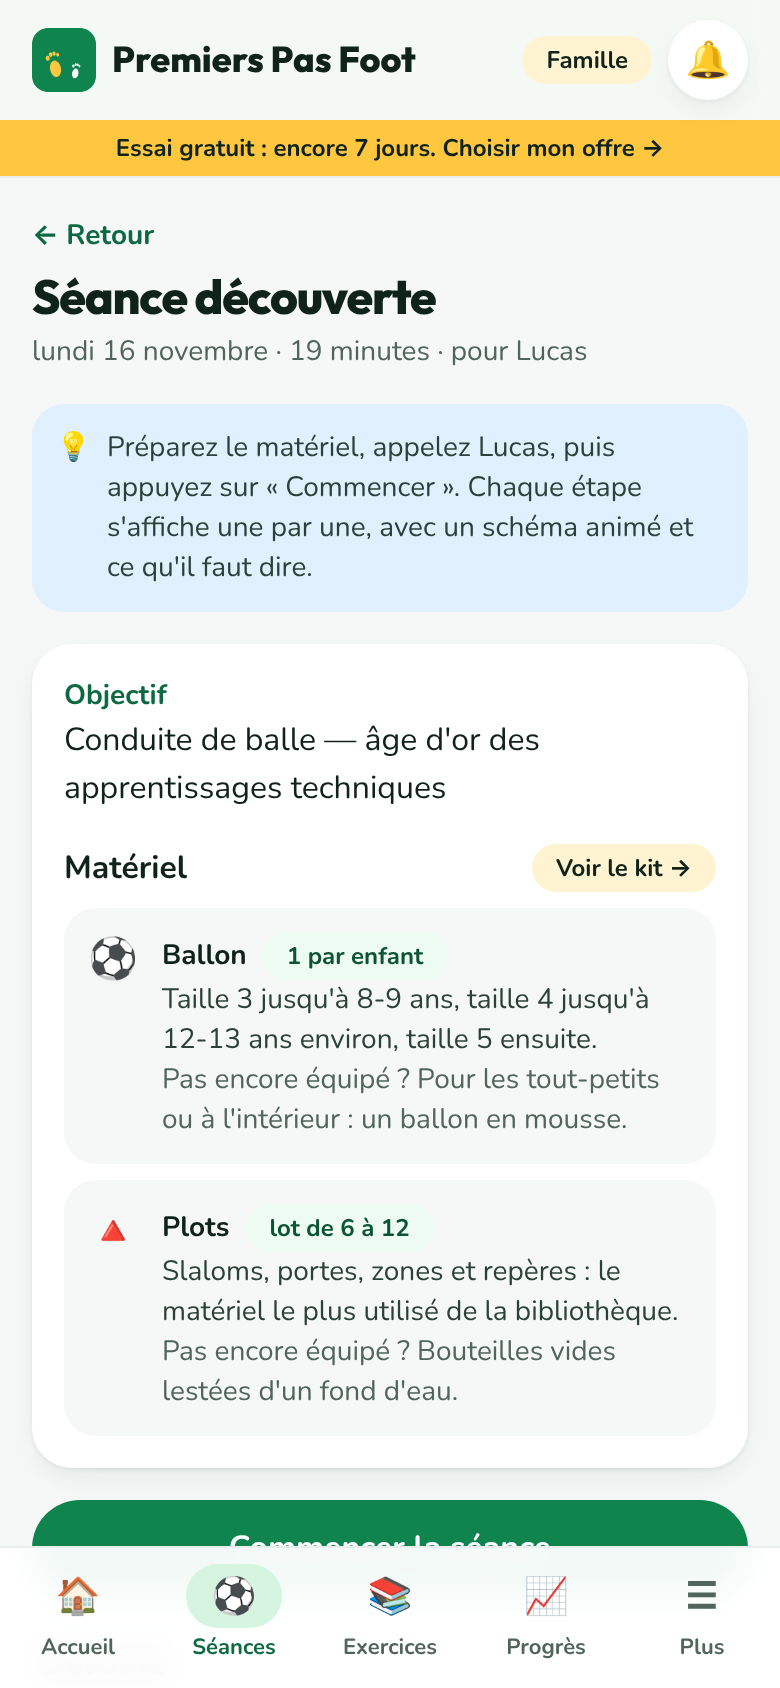 Premiers Pas Foot
Famille
Essai gratuit : encore 7 jours. Choisir mon offre →
← Retour
Séance découverte
lundi 16 novembre · 19 minutes · pour Lucas
Préparez le matériel, appelez Lucas, puis
appuyez sur « Commencer ». Chaque étape
s'affiche une par une, avec un schéma animé et
ce qu'il faut dire.
Objectif
Conduite de balle — âge d'or des
apprentissages techniques
Matériel
Voir le kit →
Ballon
1 par enfant
Taille 3 jusqu'à 8-9 ans, taille 4 jusqu'à
12-13 ans environ, taille 5 ensuite.
Pas encore équipé ? Pour les tout-petits
ou à l'intérieur : un ballon en mousse.
Plots
lot de 6 à 12
Slaloms, portes, zones et repères : le
matériel le plus utilisé de la bibliothèque.
Pas encore équipé ? Bouteilles vides
lestées d'un fond d'eau.
Commencer la séance
Accueil
Séances
Exercices
Progrès
Plus